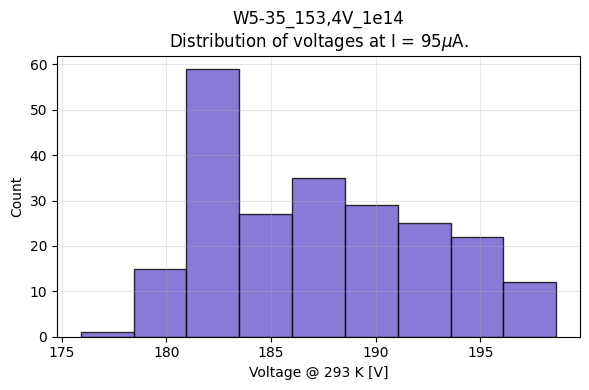 W5-35_153,4V_1e14
Distribution of voltages at I = 95μA.
60
50
40
30
20
10
0
Count
175 180 185 190 195
Voltage @ 293 K [V]